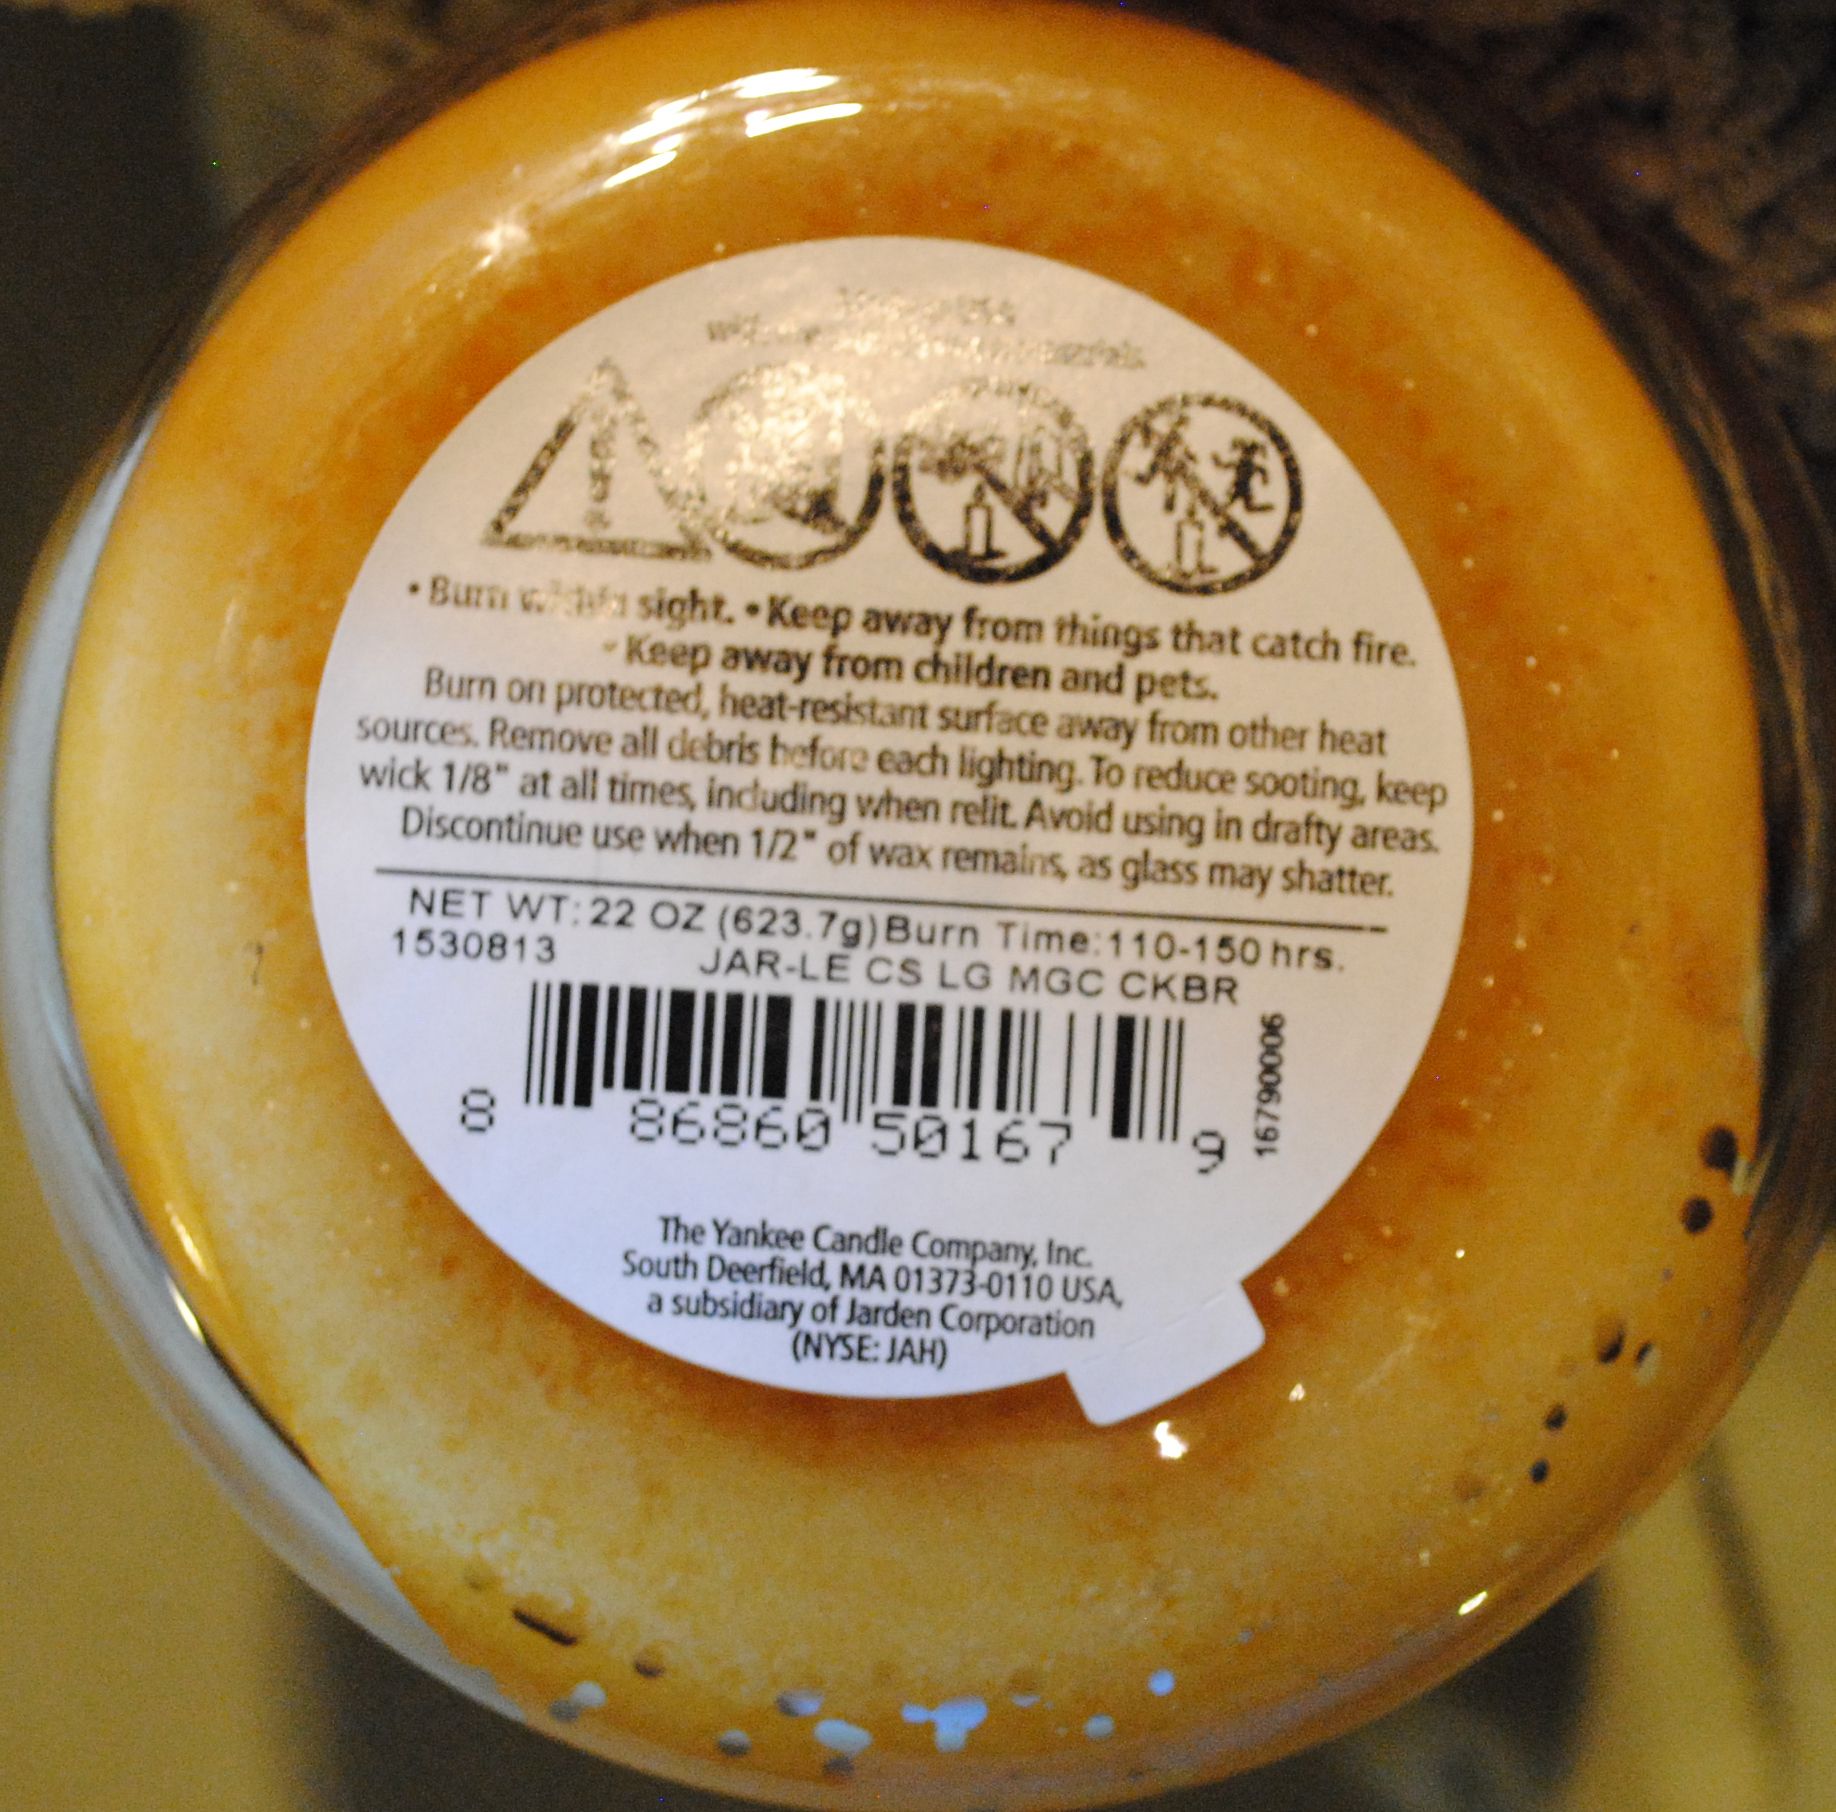 • Burn within sight. • Keep away from things that catch fire.
• Keep away from children and pets.
Burn on protected, heat-resistant surface away from other heat
sources. Remove all debris before each lighting. To reduce sooting, keep
wick 1/8" at all times, including when relit. Avoid using in drafty areas.
Discontinue use when 1/2" of wax remains, as glass may shatter.
NET WT: 22 OZ (623.7g) Burn Time: 110-150 hrs.
1530813 JAR-LE CS LG MGC CKBR
8 86860 50167 9
16790006
The Yankee Candle Company, Inc.
South Deerfield, MA 01373-0110 USA,
a subsidiary of Jarden Corporation
(NYSE: JAH)